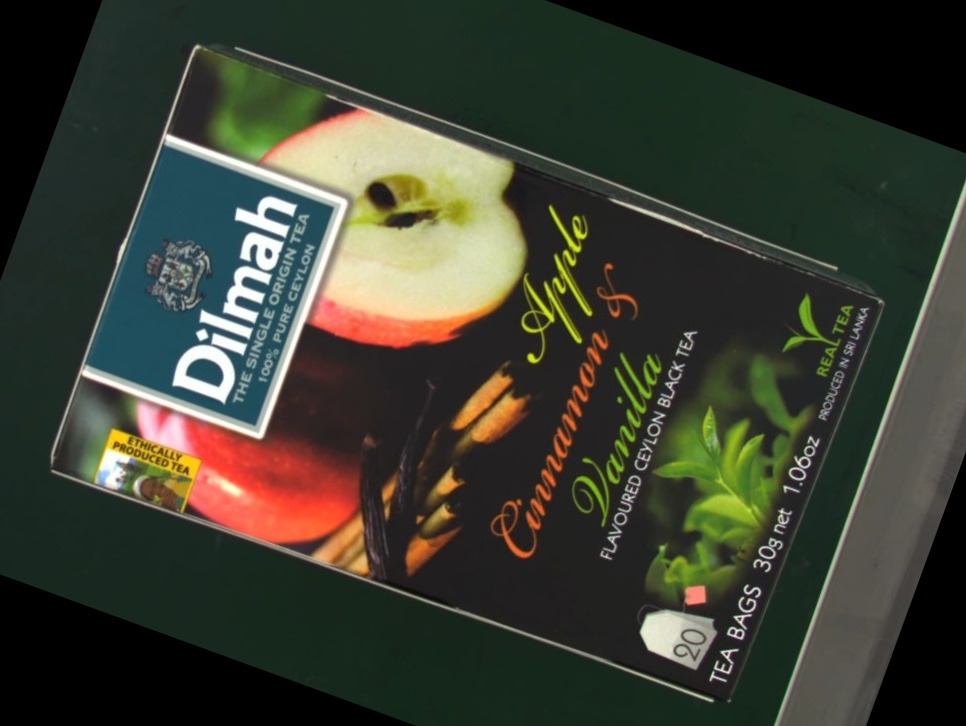 Dilmah
THE SINGLE ORIGIN TEA
100% PURE CEYLON
ETHICALLY
PRODUCED TEA
Apple
Cinnamon &
Vanilla
FLAVOURED CEYLON BLACK TEA
REAL TEA
PRODUCED IN SRI LANKA
20
TEA BAGS 30g net 1.06oz